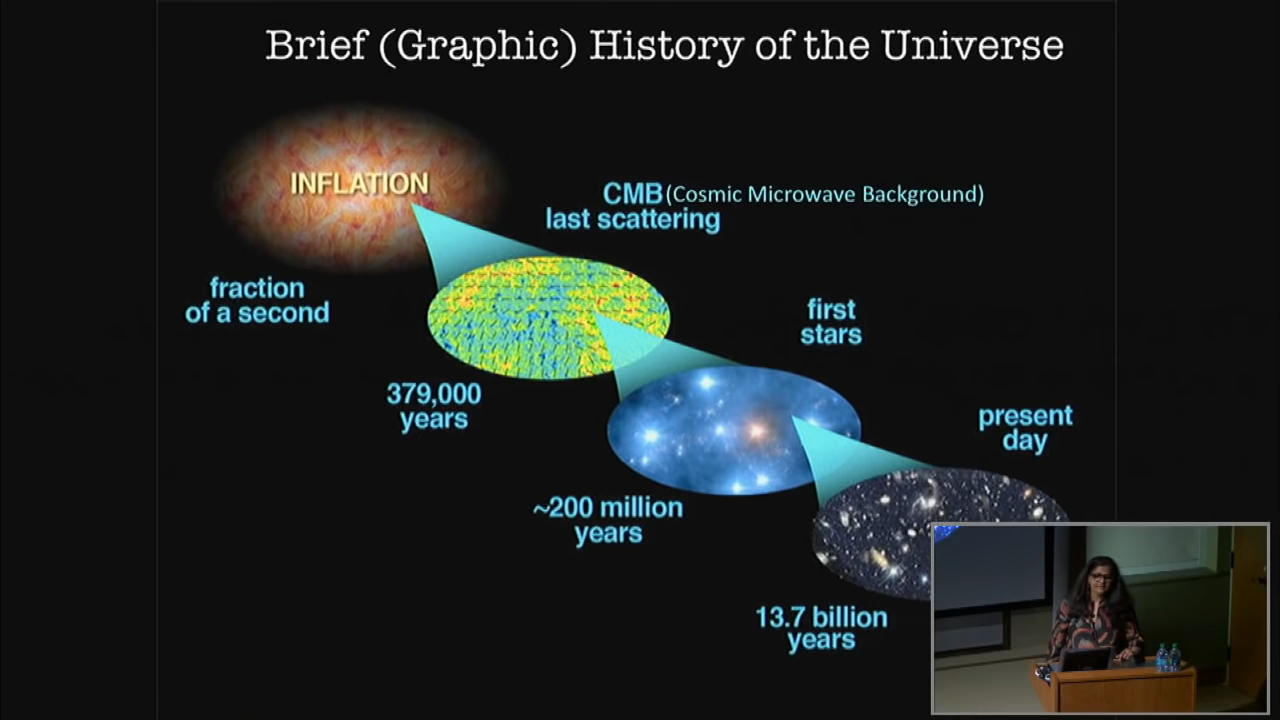 Brief (Graphic) History of the Universe
INFLATION
fraction
of a second
CMB (Cosmic Microwave Background)
last scattering
379,000
years
first
stars
~200 million
years
present
day
13.7 billion
years